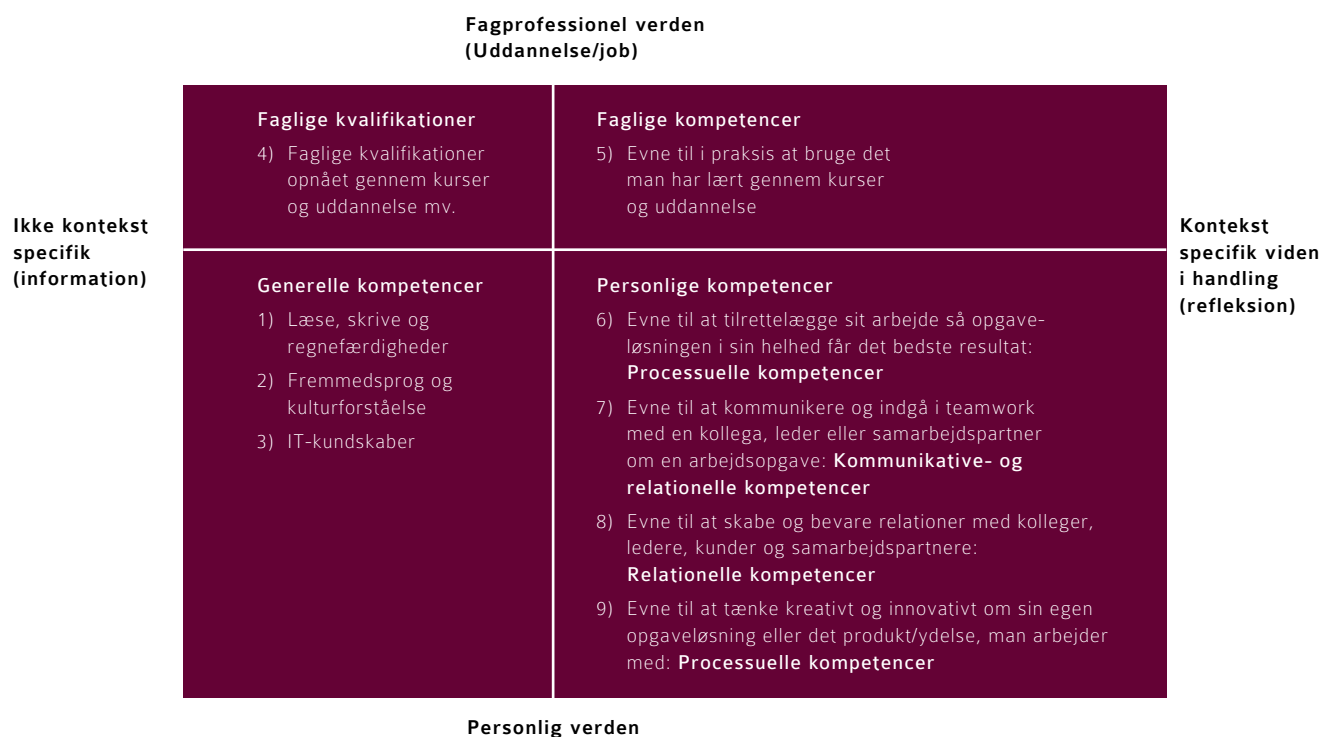 Fagprofessionel verden
(Uddannelse/job)
Ikke kontekst
specifik
(information)
Faglige kvalifikationer
4) Faglige kvalifikationer
opnået gennem kurser
og uddannelse mv.
Faglige kompetencer
5) Evne til i praksis at bruge det
man har lært gennem kurser
og uddannelse
Kontekst
specifik viden
i handling
(refleksion)
Generelle kompetencer
1) Læse, skrive og
regnefærdigheder
2) Fremmedsprog og
kulturforståelse
3) IT-kundskaber
Personlige kompetencer
6) Evne til at tilrettelægge sit arbejde så opgave-
løsningen i sin helhed får det bedste resultat:
Processuelle kompetencer
7) Evne til at kommunikere og indgå i teamwork
med en kollega, leder eller samarbejdspartner
om en arbejdsopgave: Kommunikative- og
relationelle kompetencer
8) Evne til at skabe og bevare relationer med kolleger,
ledere, kunder og samarbejdspartnere:
Relationelle kompetencer
9) Evne til at tænke kreativt og innovativt om sin egen
opgaveløsning eller det produkt/ydelse, man arbejder
med: Processuelle kompetencer
Personlig verden